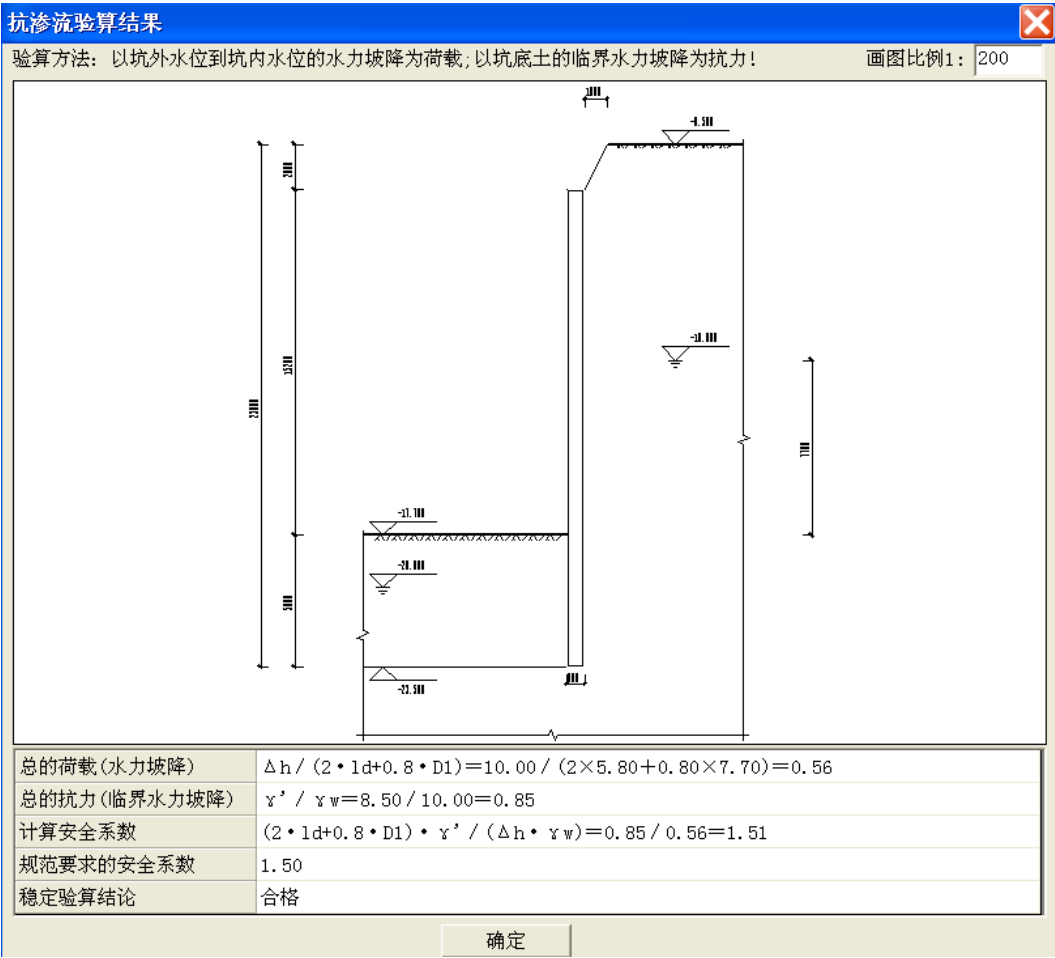 抗渗流验算结果
验算方法: 以坑外水位到坑内水位的水力坡降为荷载;以坑底土的临界水力坡降为抗力! 画图比例1: 200
-10.000
-23.500
总的荷载(水力坡降) Δh/(2•ld+0.8•D1)=10.00/(2×5.80+0.80×7.70)=0.56
总的抗力(临界水力坡降) γ'/γw=8.50/10.00=0.85
计算安全系数 (2•ld+0.8•D1)•γ'/(Δh•γw)=0.85/0.56=1.51
规范要求的安全系数 1.50
稳定验算结论 合格
确定